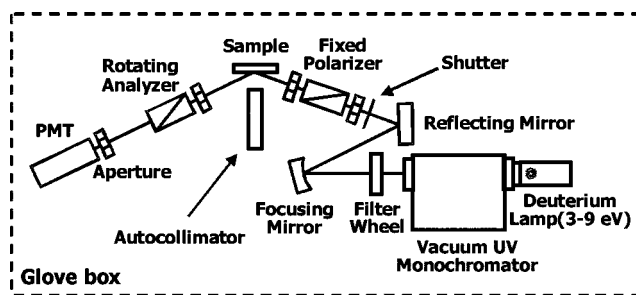 Sample
Fixed
Polarizer
Shutter
Rotating
Analyzer
PMT
Reflecting Mirror
Aperture
Autocollimator
Focusing
Mirror
Filter
Wheel
Vacuum UV
Monochromator
Deuterium
Lamp(3-9 eV)
Glove box